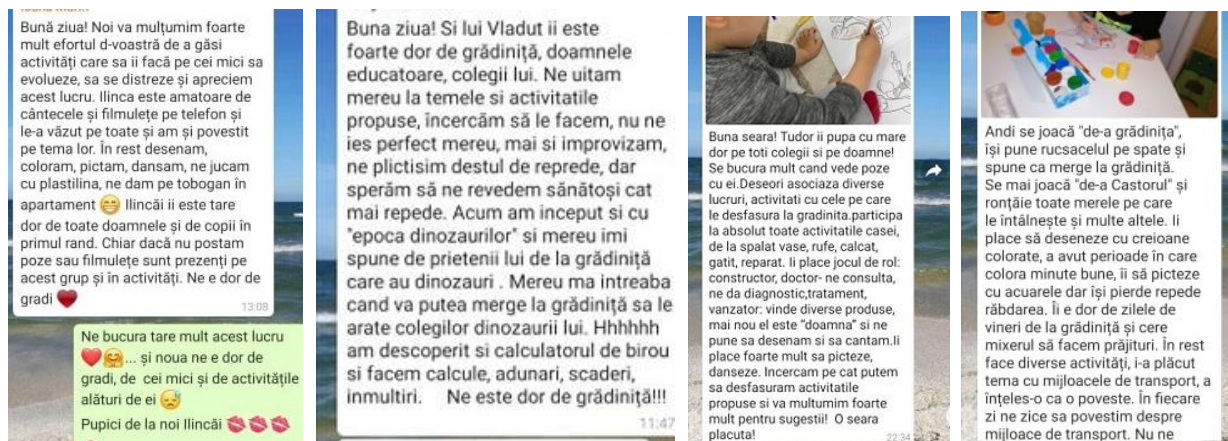 Bună ziua! Noi va mulțumim foarte
mult efortul d-voastră de a găsi
activități care sa ii facă pe cei mici sa
evolueze, sa se distreze și apreciem
acest lucru. Ilinca este amatoare de
cântecele și filmulețe pe telefon și
le-a văzut pe toate și am și povestit
pe tema lor. În rest desenam,
coloram, pictam, dansam, ne jucam
cu plastilina, ne dam pe tobogan în
apartament 😁 Ilincăi ii este tare
dor de toate doamnele și de copii in
primul rand. Chiar dacă nu postam
poze sau filmulețe sunt prezenți pe
acest grup și în activități. Ne e dor de
gradi ❤️
13:08
Ne bucura tare mult acest lucru
❤️🤗... și noua ne e dor de
gradi, de cei mici și de activitățile
alături de ei 😓
Pupici de la noi Ilincăi 💋💋💋
Buna ziua! Si lui Vladut ii este
foarte dor de grădiniță, doamnele
educatoare, colegii lui. Ne uitam
mereu la temele si activitatile
propuse, încercăm să le facem, nu ne
ies perfect mereu, mai si improvizam,
ne plictisim destul de reprede, dar
sperăm să ne revedem sănătoși cat
mai repede. Acum am inceput si cu
"epoca dinozaurilor" si mereu imi
spune de prietenii lui de la grădiniță
care au dinozauri . Mereu ma intreaba
cand va putea merge la grădiniță sa le
arate colegilor dinozaurii lui. Hhhhhh
am descoperit si calculatorul de birou
si facem calcule, adunari, scaderi,
inmultiri. Ne este dor de grădiniță!!!
11:47
Buna seara! Tudor ii pupa cu mare
dor pe toti colegii si pe doamne!
Se bucura mult cand vede poze
cu ei.Deseori asociaza diverse
lucruri, activitati cu cele pe care
le desfasura la gradinita.participa
la absolut toate activitatile casei,
de la spalat vase, rufe, calcat,
gatit, reparat. Ii place jocul de rol:
constructor, doctor- ne consulta,
ne da diagnostic,tratament,
vanzator: vinde diverse produse,
mai nou el este "doamna" si ne
pune sa desenam si sa cantam.Ii
place foarte mult sa picteze,
danseze. Incercam pe cat putem
sa desfasuram activitatile
propuse si va multumim foarte
mult pentru sugestii! O seara
placuta!
22:34
Andi se joacă "de-a grădinița",
își pune rucsacelul pe spate și
spune ca merge la grădiniță.
Se mai joacă "de-a Castorul" și
ronțăie toate merele pe care
le întâlnește și multe altele. Ii
place să deseneze cu creioane
colorate, a avut perioade în care
colora minute bune, îi să picteze
cu acuarele dar își pierde repede
răbdarea. Îi e dor de zilele de
vineri de la grădiniță și cere
mixerul să facem prăjituri. În rest
face diverse activități, i-a plăcut
tema cu mijloacele de transport, a
înțeles-o ca o poveste. În fiecare
zi ne zice sa povestim despre
mijloace de transport. Nu ne